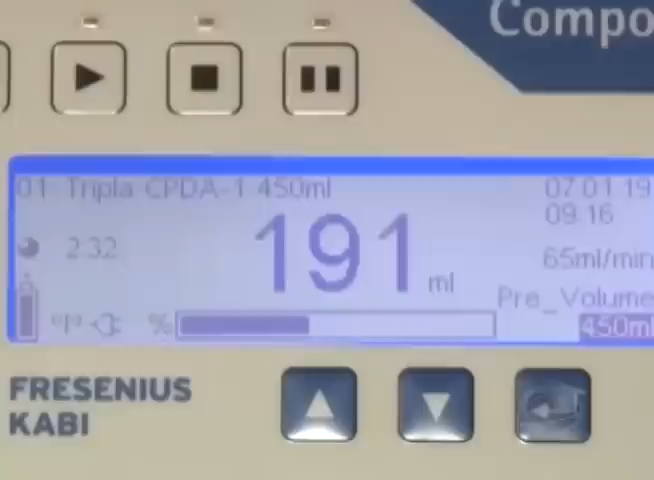 Compo
01 Tripla CPDA-1 450ml
07 01 19
09 16
2:32
191 ml
65ml/min
Pre_Volume
%
450ml
FRESENIUS
KABI